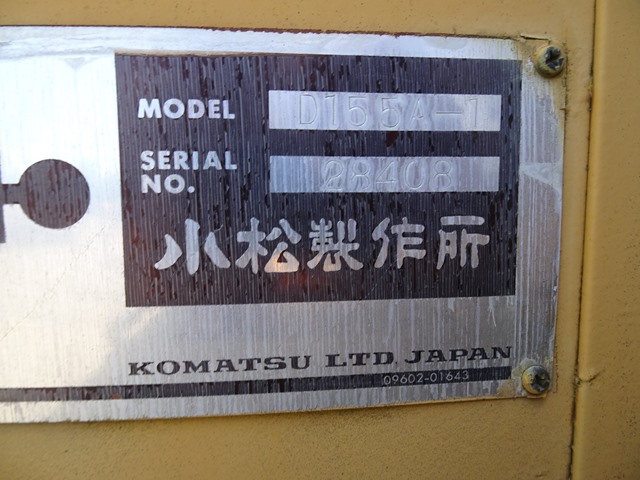 MODEL D155A-1
SERIAL NO. 28408
小松製作所
KOMATSU LTD. JAPAN
09602-01643